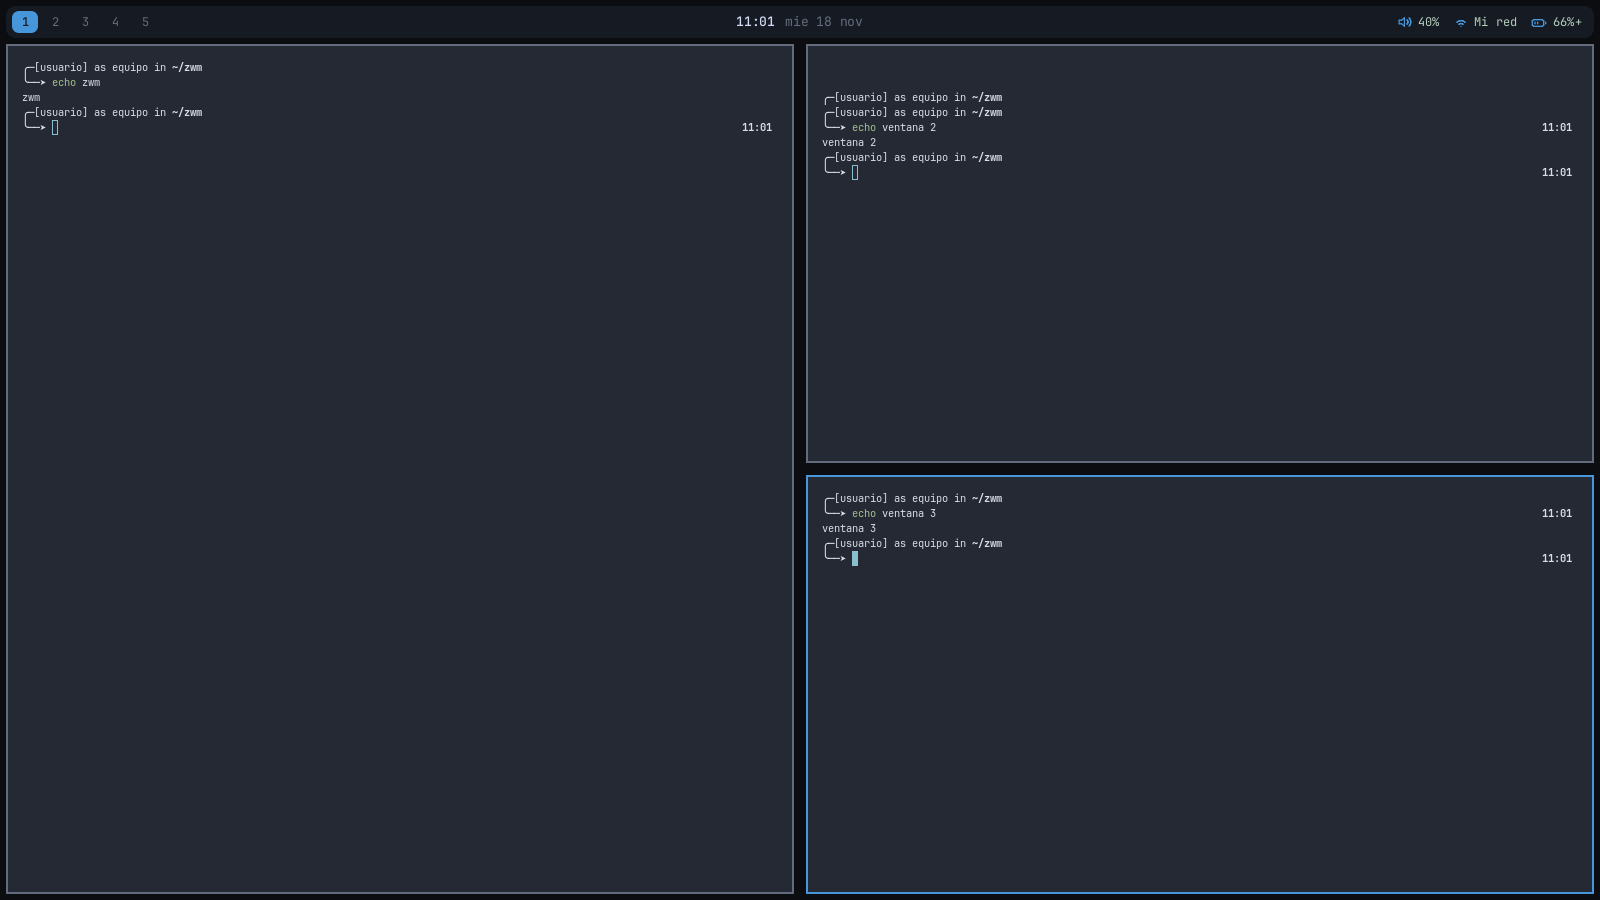 1 2 3 4 5
11:01 mie 18 nov
40% Mi red 66%+
╭─[usuario] as equipo in ~/zwm
╰──➤ echo zwm
zwm
╭─[usuario] as equipo in ~/zwm
╰──➤ 11:01
╭─[usuario] as equipo in ~/zwm
╭─[usuario] as equipo in ~/zwm
╰──➤ echo ventana 2 11:01
ventana 2
╭─[usuario] as equipo in ~/zwm
╰──➤ 11:01
╭─[usuario] as equipo in ~/zwm
╰──➤ echo ventana 3 11:01
ventana 3
╭─[usuario] as equipo in ~/zwm
╰──➤ 11:01